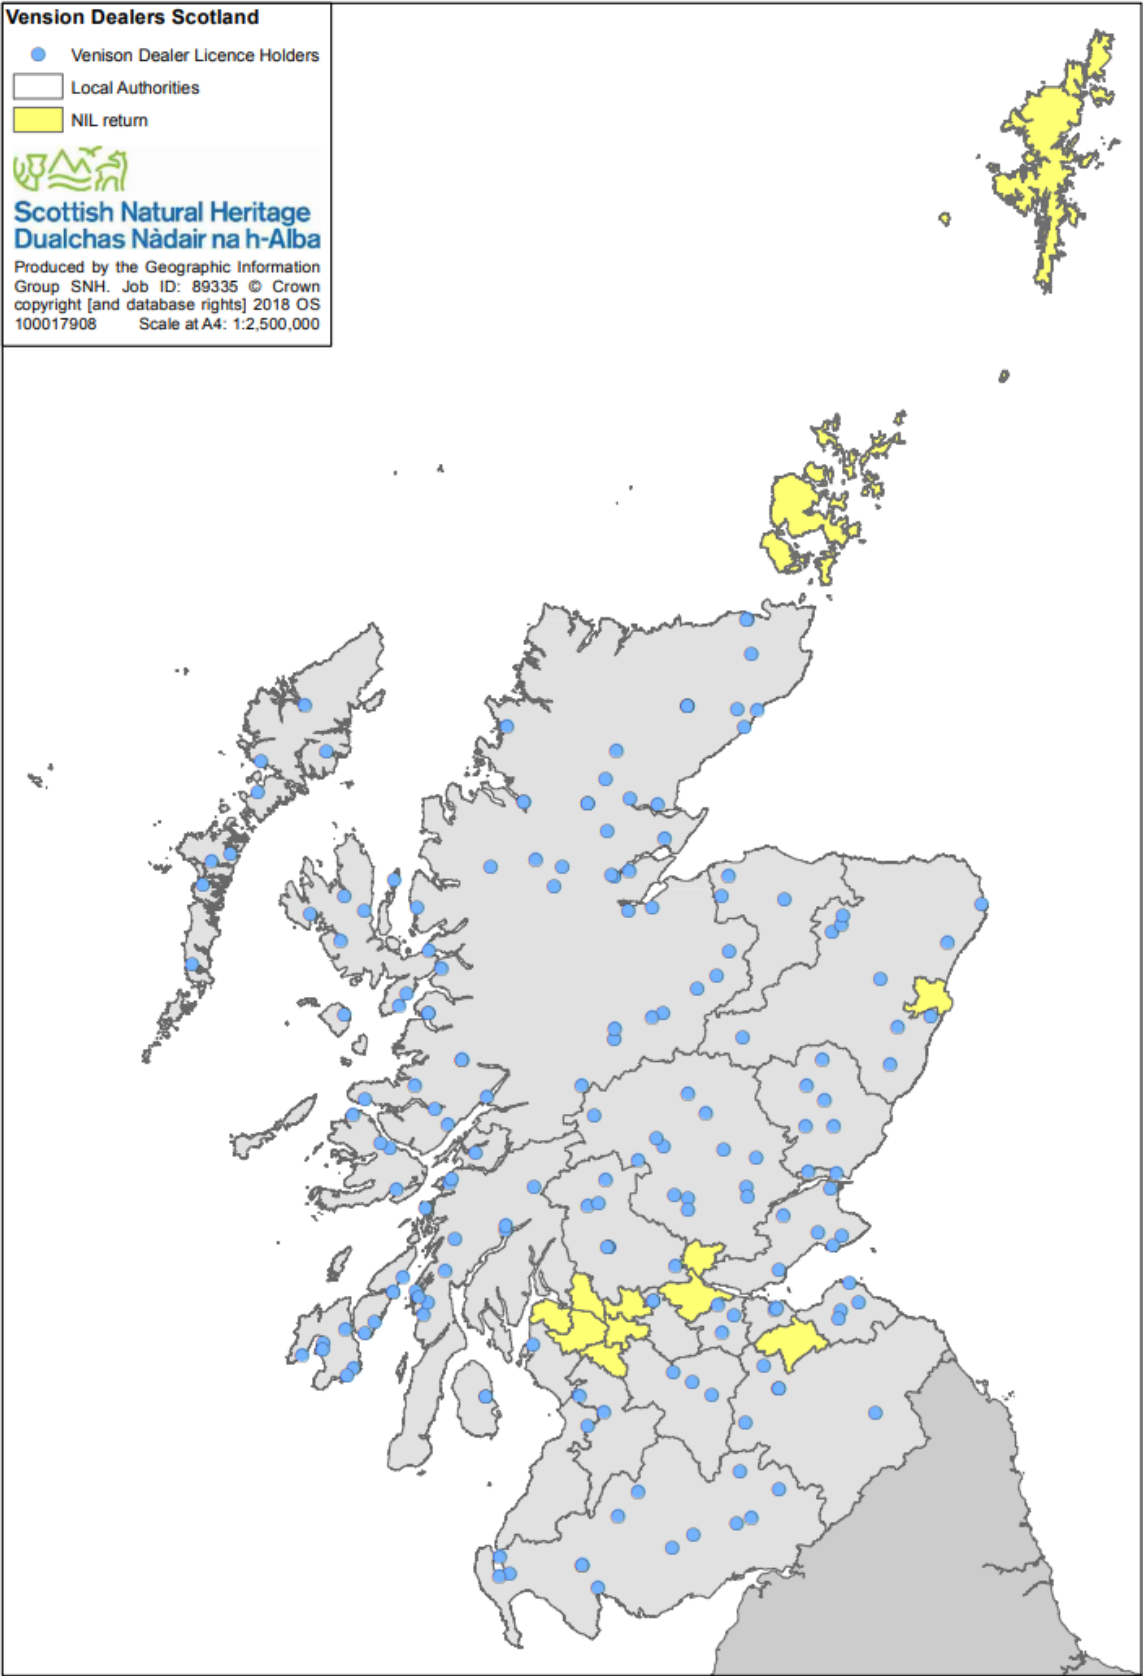 Vension Dealers Scotland
Venison Dealer Licence Holders
Local Authorities
NIL return
Scottish Natural Heritage
Dualchas Nàdair na h-Alba
Produced by the Geographic Information
Group SNH. Job ID: 89335 © Crown
copyright [and database rights] 2018 OS
100017908 Scale at A4: 1:2,500,000